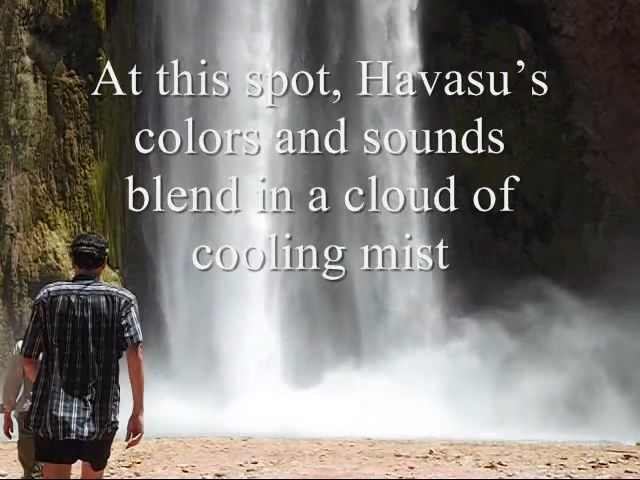 At this spot, Havasu’s
colors and sounds
blend in a cloud of
cooling mist